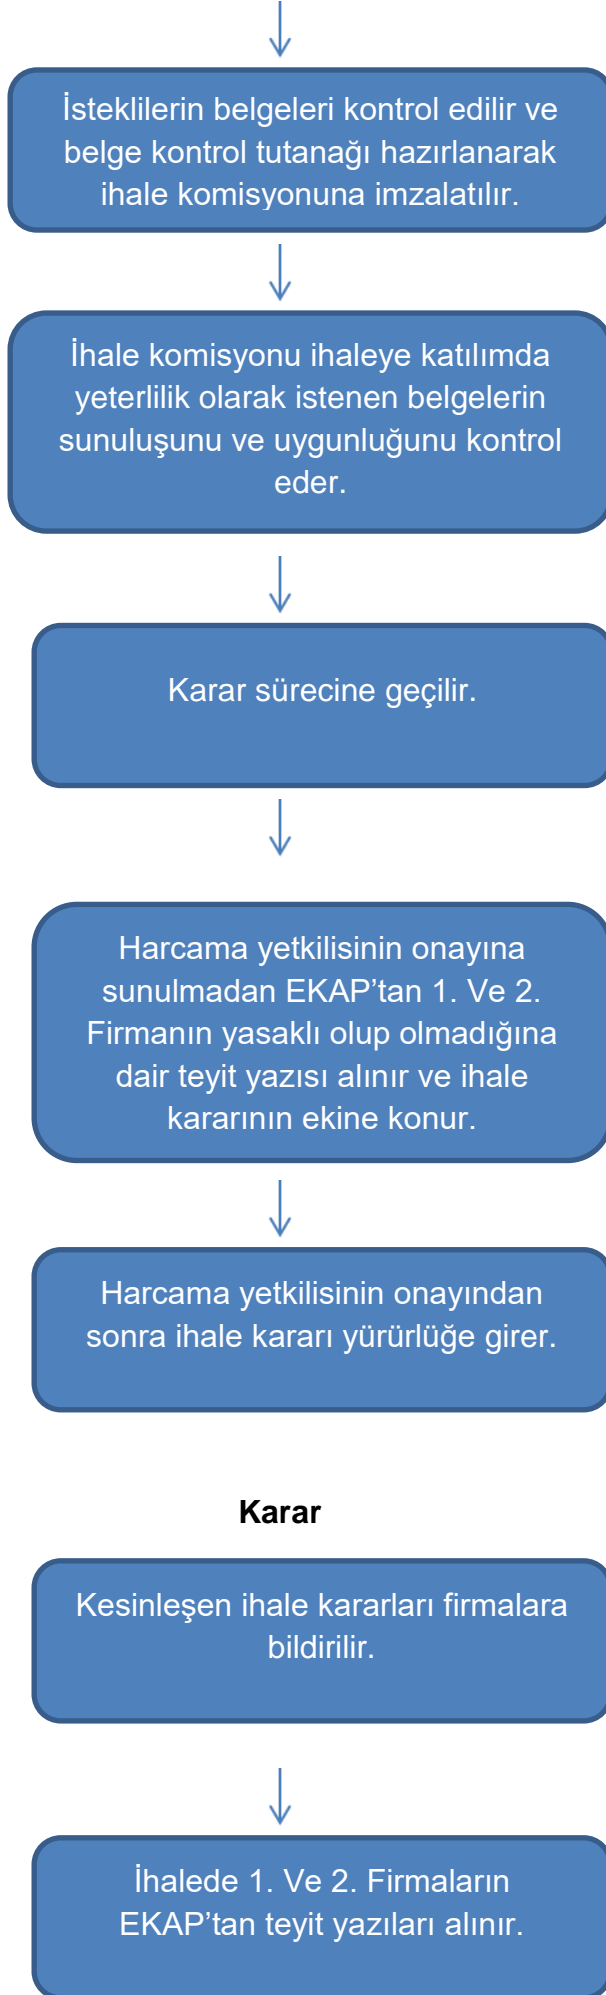 İsteklilerin belgeleri kontrol edilir ve
belge kontrol tutanağı hazırlanarak
ihale komisyonuna imzalatılır.
İhale komisyonu ihaleye katılımda
yeterlilik olarak istenen belgelerin
sunuluşunu ve uygunluğunu kontrol
eder.
Karar sürecine geçilir.
Harcama yetkilisinin onayına
sunulmadan EKAP’tan 1. Ve 2.
Firmanın yasaklı olup olmadığına
dair teyit yazısı alınır ve ihale
kararının ekine konur.
Harcama yetkilisinin onayından
sonra ihale kararı yürürlüğe girer.
Karar
Kesinleşen ihale kararları firmalara
bildirilir.
İhalede 1. Ve 2. Firmaların
EKAP’tan teyit yazıları alınır.